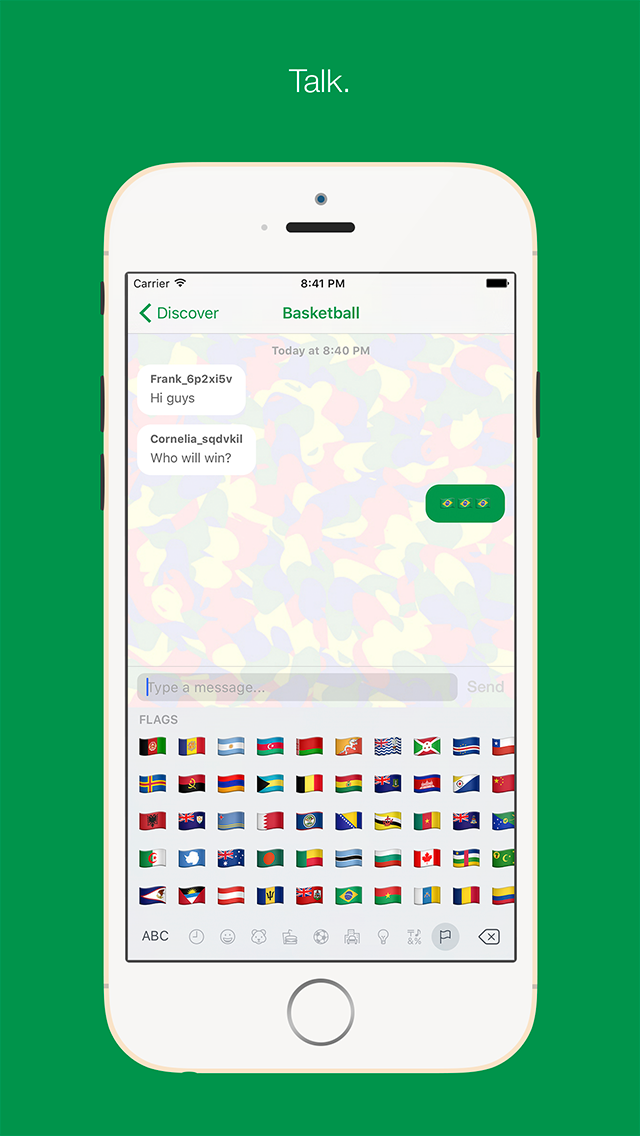 Talk.
Carrier
8:41 PM
Discover
Basketball
Today at 8:40 PM
Frank_6p2xi5v
Hi guys
Cornelia_sqdvkil
Who will win?
Type a message...
Send
FLAGS
ABC